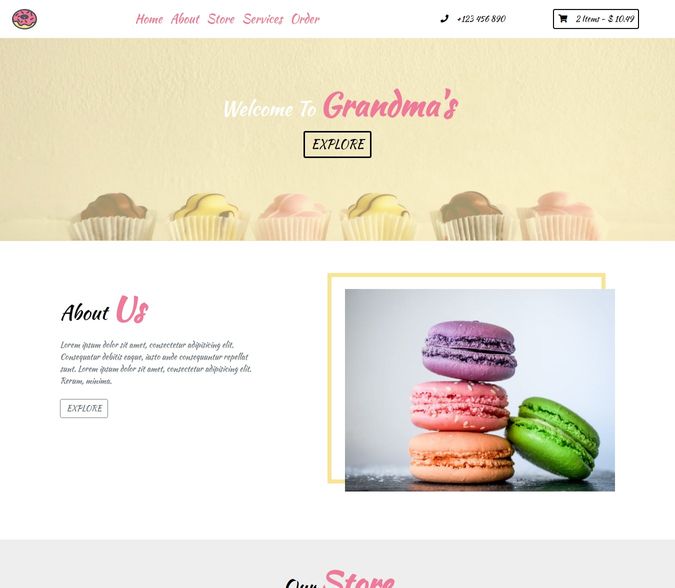 Home About Store Services Order
+123 456 890
2 Items - $ 10.49
Welcome To Grandma's
EXPLORE
About Us
Lorem ipsum dolor sit amet, consectetur adipisicing elit.
Consequatur debitis eaque, iusto unde consequuntur repellat
sunt. Lorem ipsum dolor sit amet, consectetur adipisicing elit.
Rerum, minima.
EXPLORE
Our Store